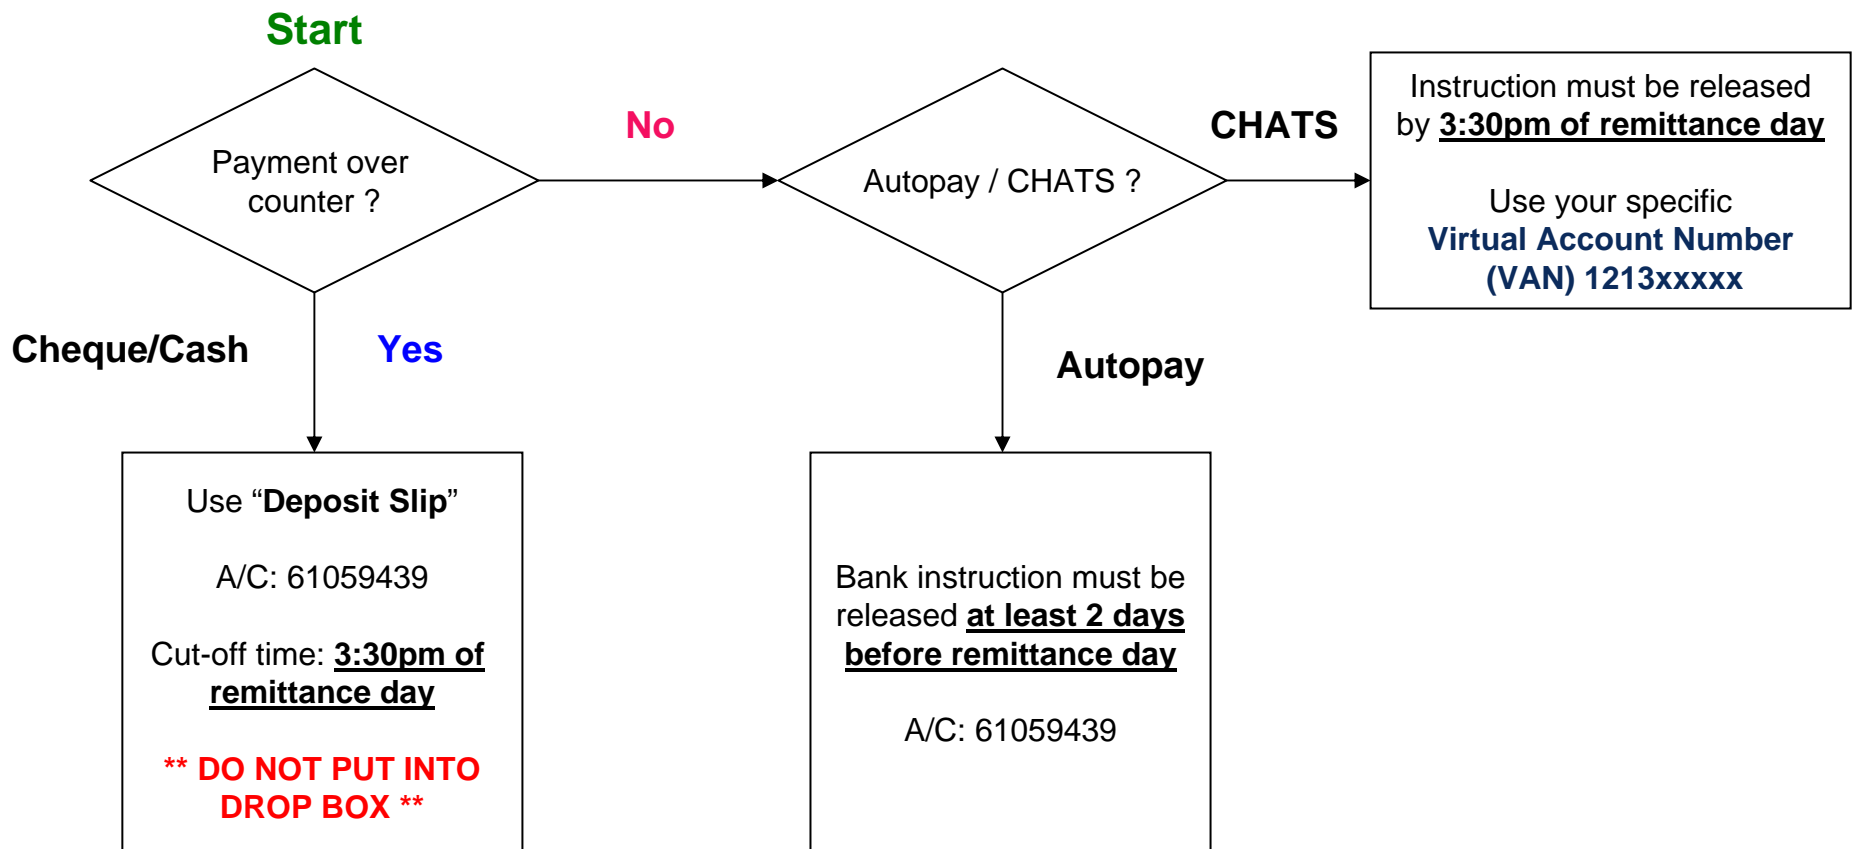 Start
Payment over
counter ?
No
Autopay / CHATS ?
CHATS
Instruction must be released
by 3:30pm of remittance day
Use your specific
Virtual Account Number
(VAN) 1213xxxxx
Cheque/Cash
Yes
Autopay
Use “Deposit Slip”
A/C: 61059439
Cut-off time: 3:30pm of
remittance day
** DO NOT PUT INTO
DROP BOX **
Bank instruction must be
released at least 2 days
before remittance day
A/C: 61059439